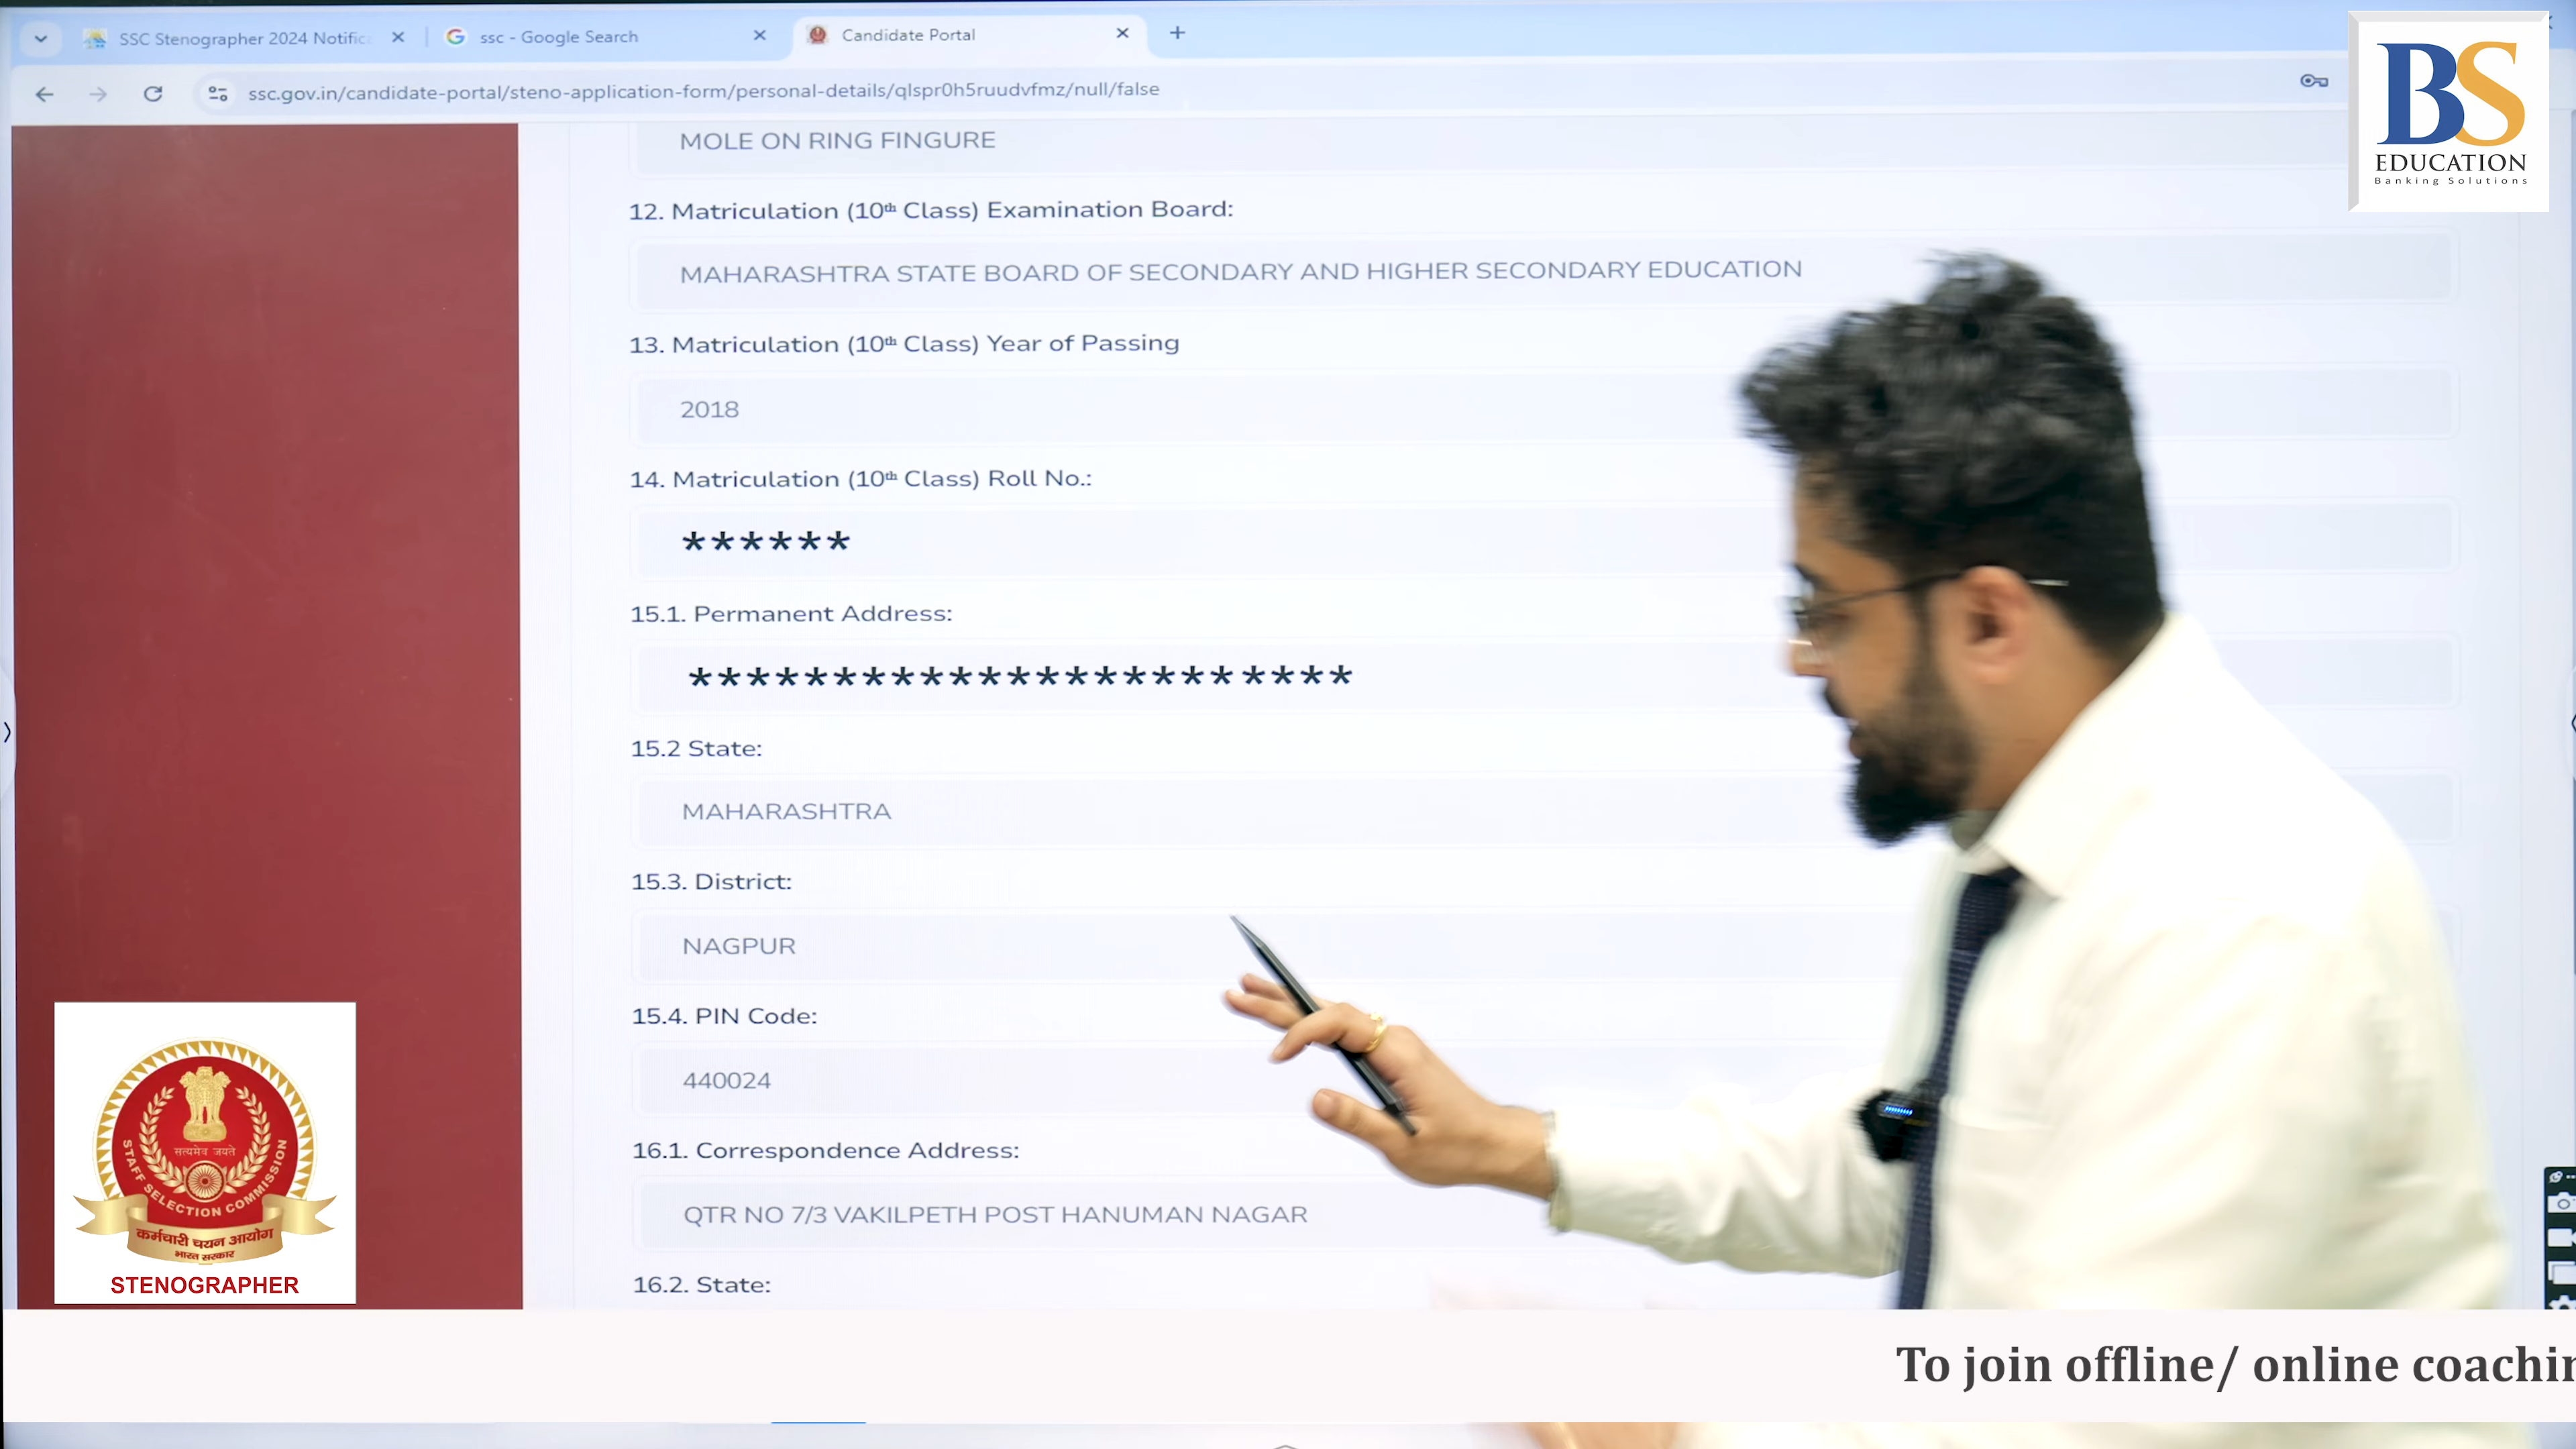 SSC Stenographer 2024 Notific
ssc - Google Search
Candidate Portal
ssc.gov.in/candidate-portal/steno-application-form/personal-details/qlspr0h5ruudvfmz/null/false
BS
EDUCATION
Banking Solutions
MOLE ON RING FINGURE
12. Matriculation (10th Class) Examination Board:
MAHARASHTRA STATE BOARD OF SECONDARY AND HIGHER SECONDARY EDUCATION
13. Matriculation (10th Class) Year of Passing
2018
14. Matriculation (10th Class) Roll No.:
******
15.1. Permanent Address:
***********************
15.2 State:
MAHARASHTRA
15.3. District:
NAGPUR
15.4. PIN Code:
440024
16.1. Correspondence Address:
QTR NO 7/3 VAKILPETH POST HANUMAN NAGAR
16.2. State:
सत्यमेव जयते
STAFF SELECTION COMMISSION
कर्मचारी चयन आयोग
भारत सरकार
STENOGRAPHER
To join offline/ online coachin